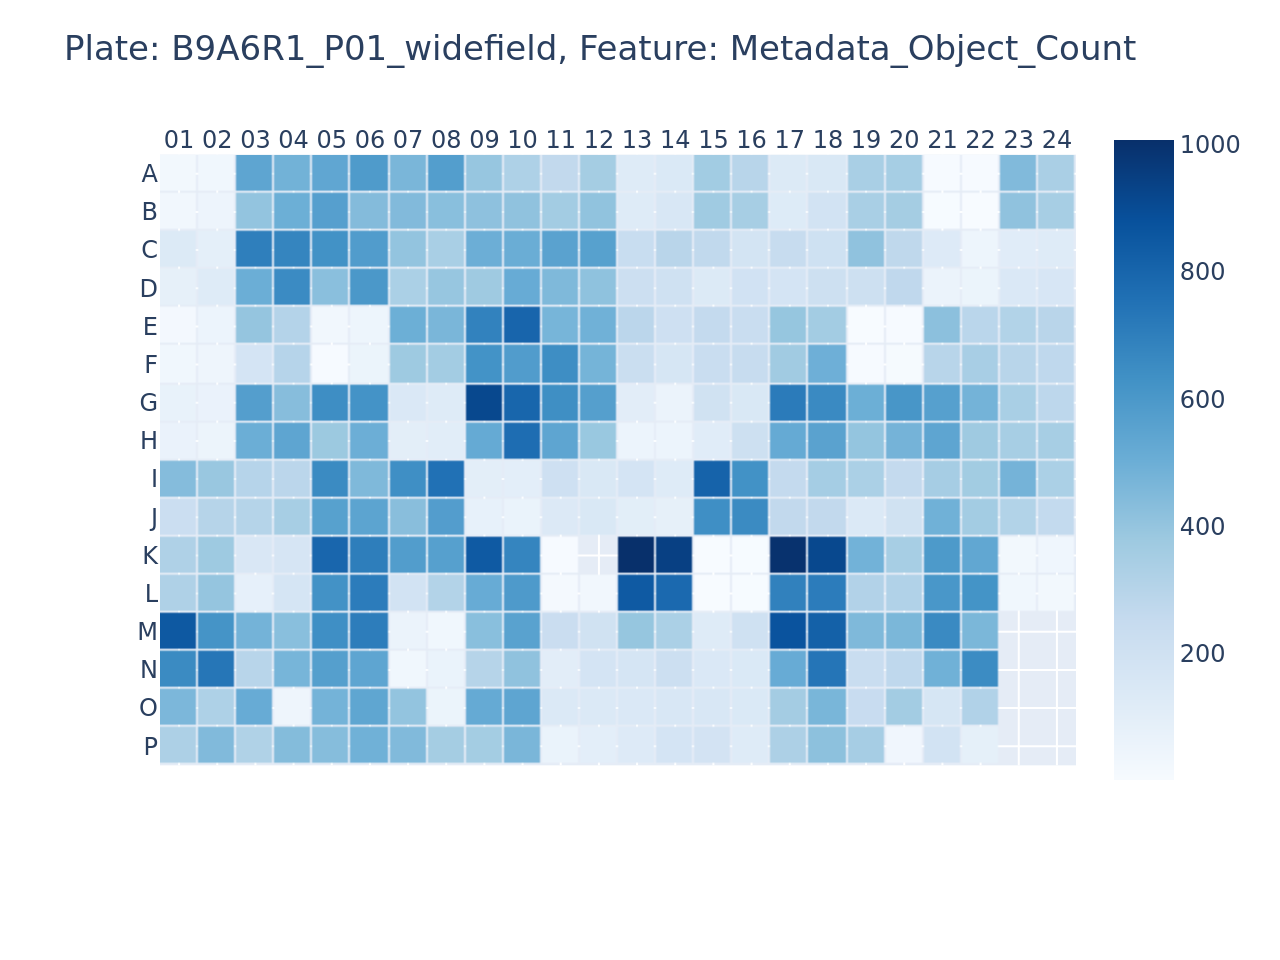 Plate: B9A6R1_P01_widefield, Feature: Metadata_Object_Count
01 02 03 04 05 06 07 08 09 10 11 12 13 14 15 16 17 18 19 20 21 22 23 24
1000
A
B
C
800
D
E
F
600
G
H
I
400
J
K
L
M
200
N
O
P